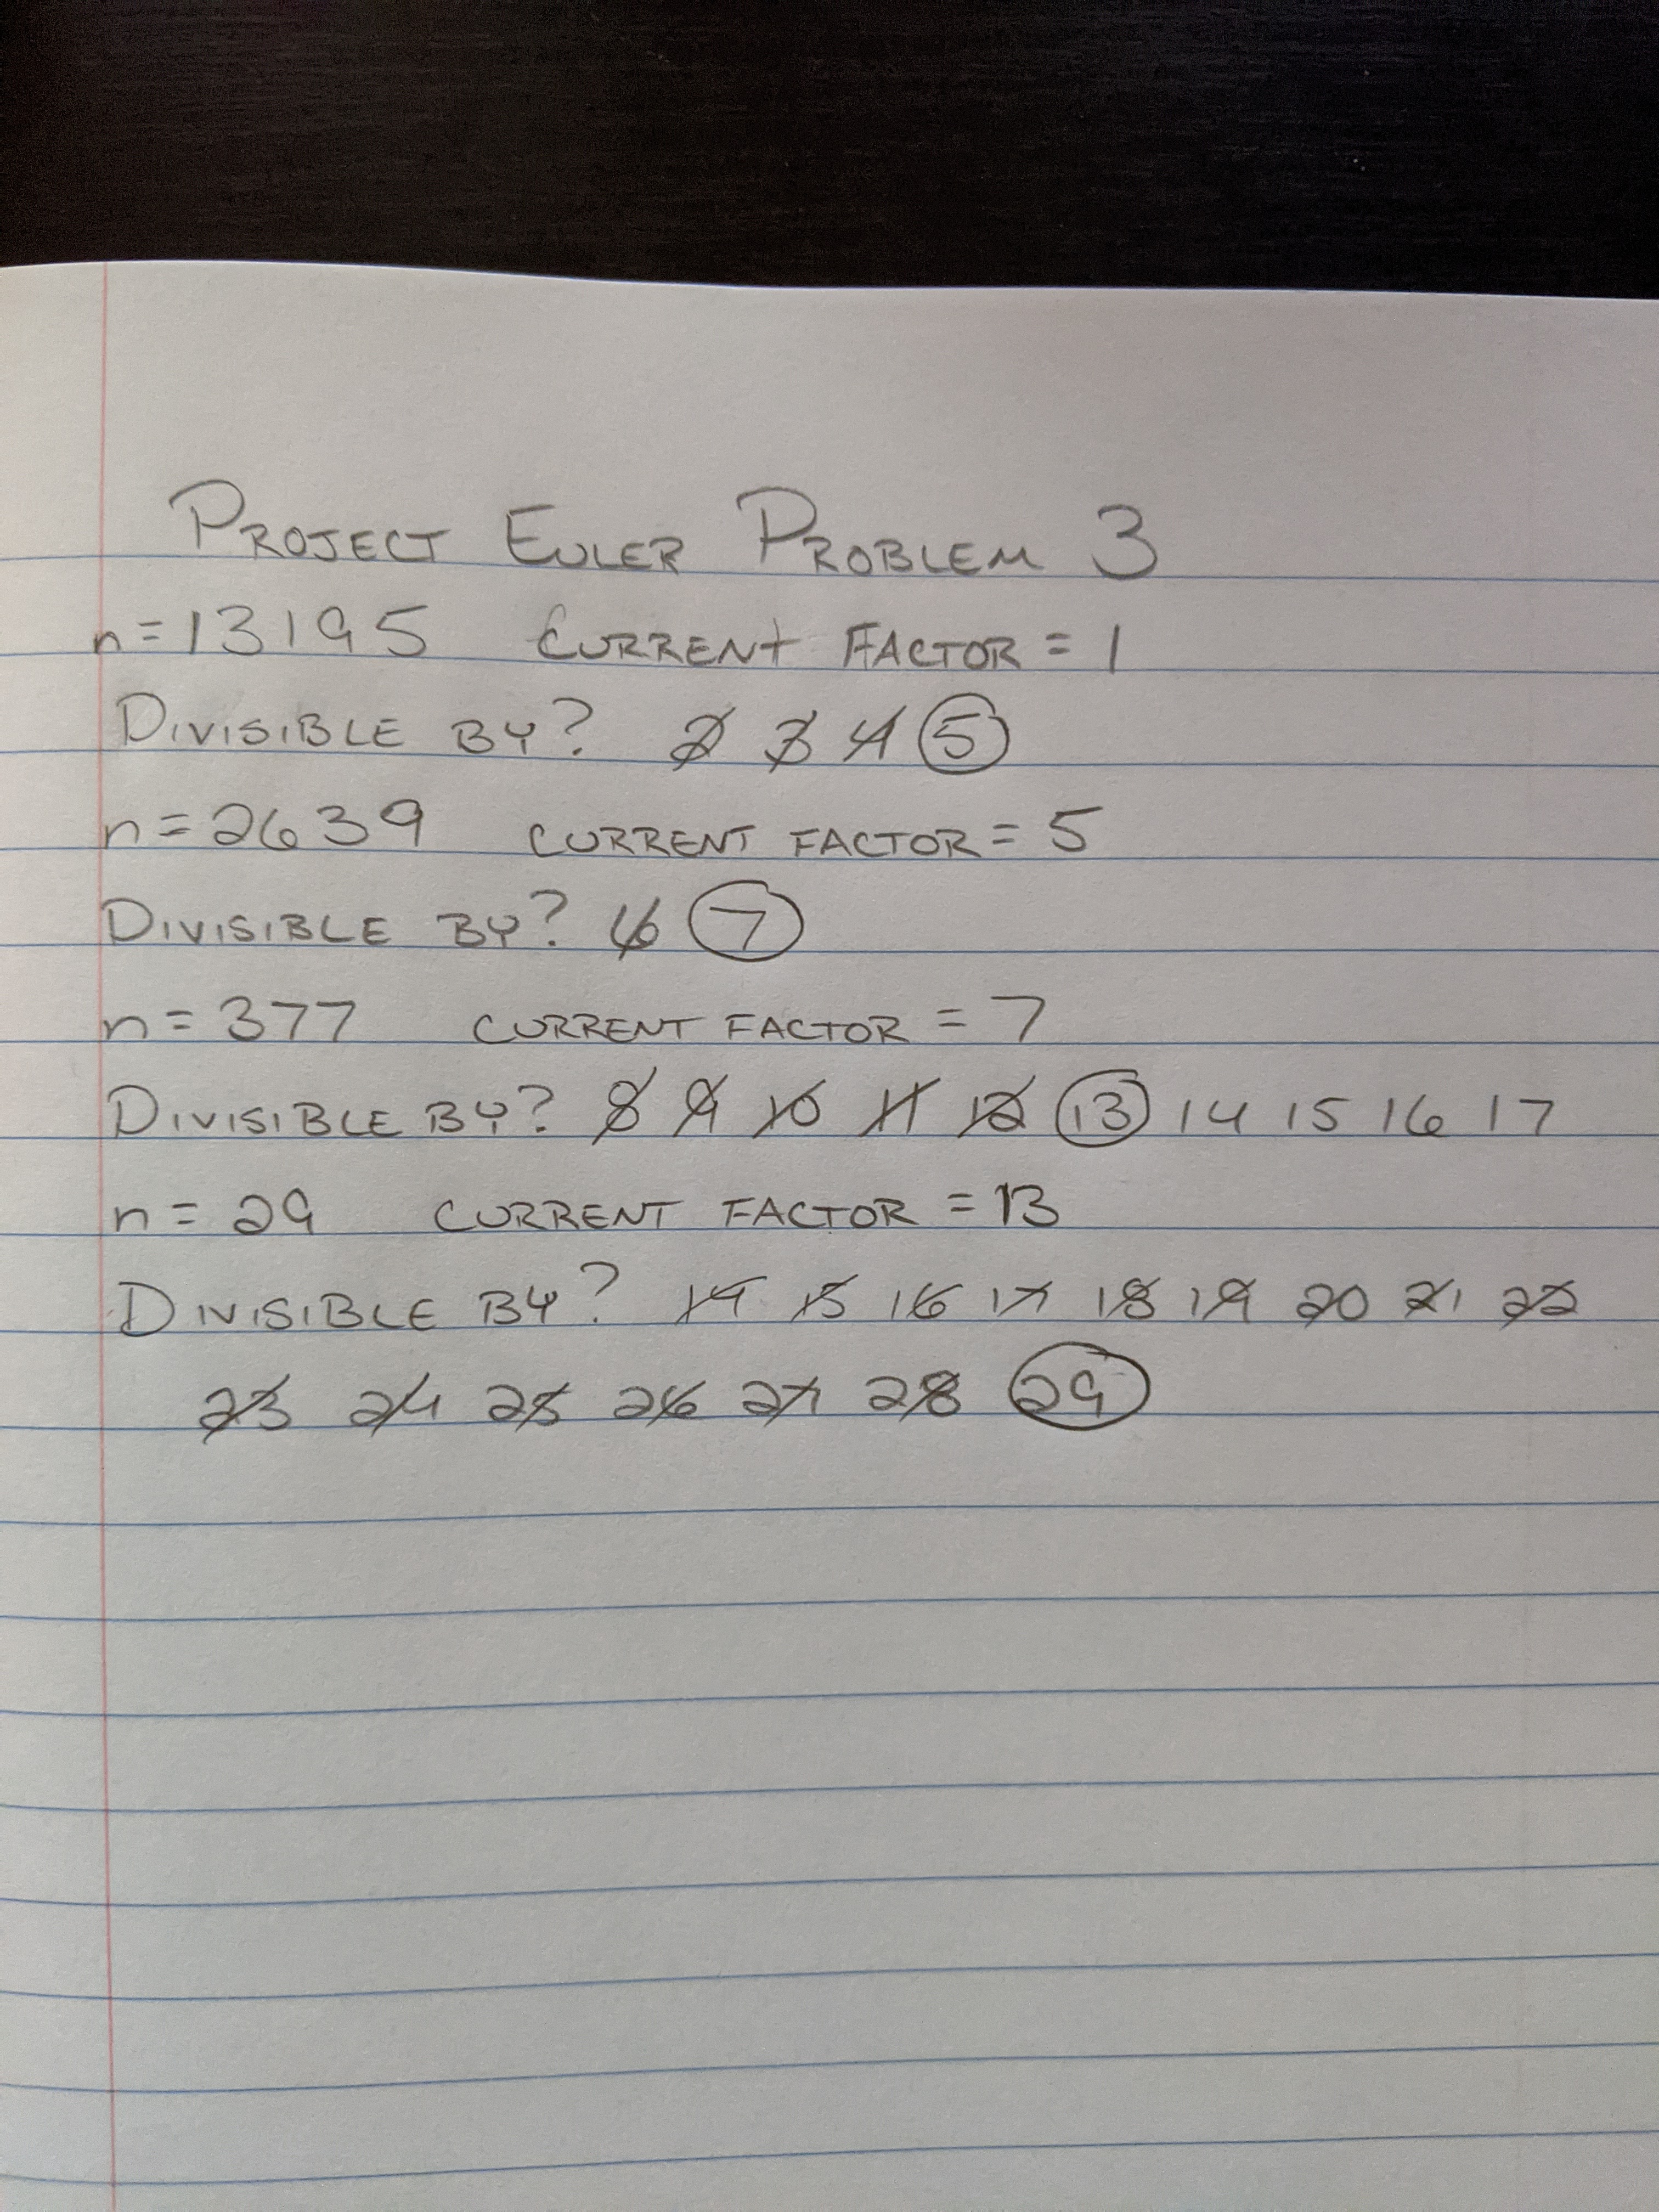 PROJECT EULER PROBLEM 3
n=13195 CURRENT FACTOR = 1
DIVISIBLE BY? 2 3 4 5
n=2639 CURRENT FACTOR = 5
DIVISIBLE BY? 6 7
n= 377 CURRENT FACTOR = 7
DIVISIBLE BY? 8 9 10 11 12 13 14 15 16 17
n= 29 CURRENT FACTOR = 13
DIVISIBLE BY? 14 15 16 17 18 19 20 21 22
23 24 25 26 27 28 29